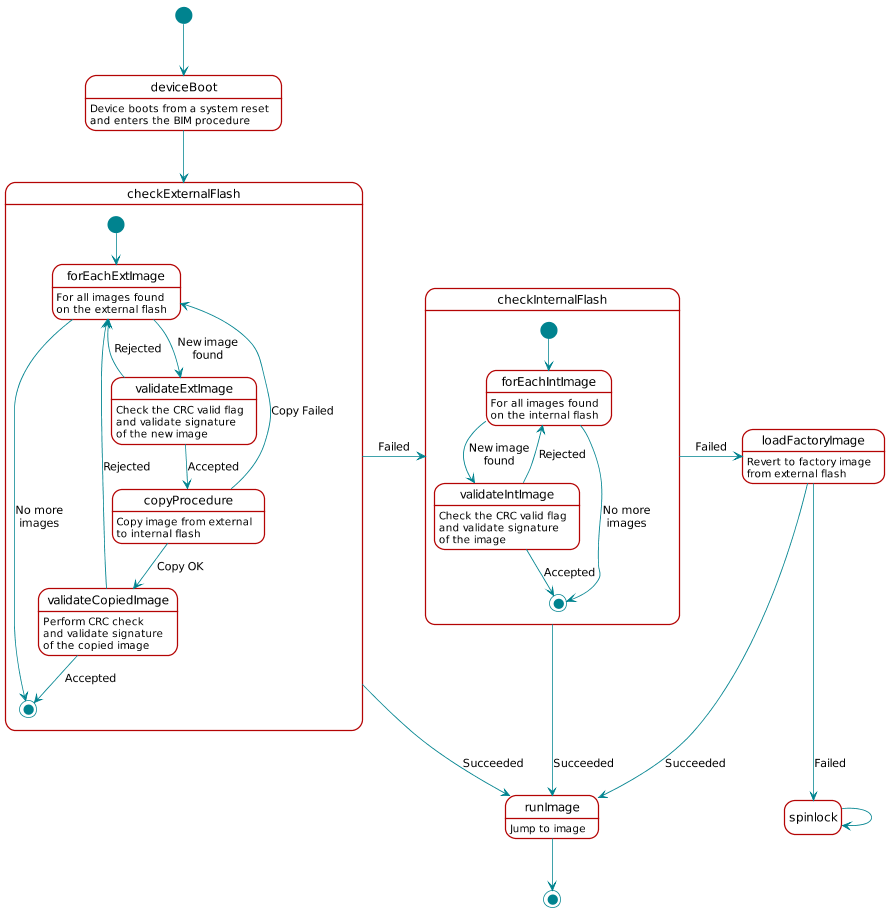 deviceBoot
Device boots from a system reset
and enters the BIM procedure
checkExternalFlash
forEachExtImage
For all images found
on the external flash
Rejected
New image
found
validateExtImage
Check the CRC valid flag
and validate signature
of the new image
Copy Failed
Rejected
Accepted
copyProcedure
Copy image from external
to internal flash
No more
images
Copy OK
validateCopiedImage
Perform CRC check
and validate signature
of the copied image
Accepted
Failed
checkInternalFlash
forEachIntImage
For all images found
on the internal flash
New image
found
Rejected
validateIntImage
Check the CRC valid flag
and validate signature
of the image
No more
images
Accepted
Failed
loadFactoryImage
Revert to factory image
from external flash
Succeeded
Succeeded
Succeeded
Failed
runImage
Jump to image
spinlock